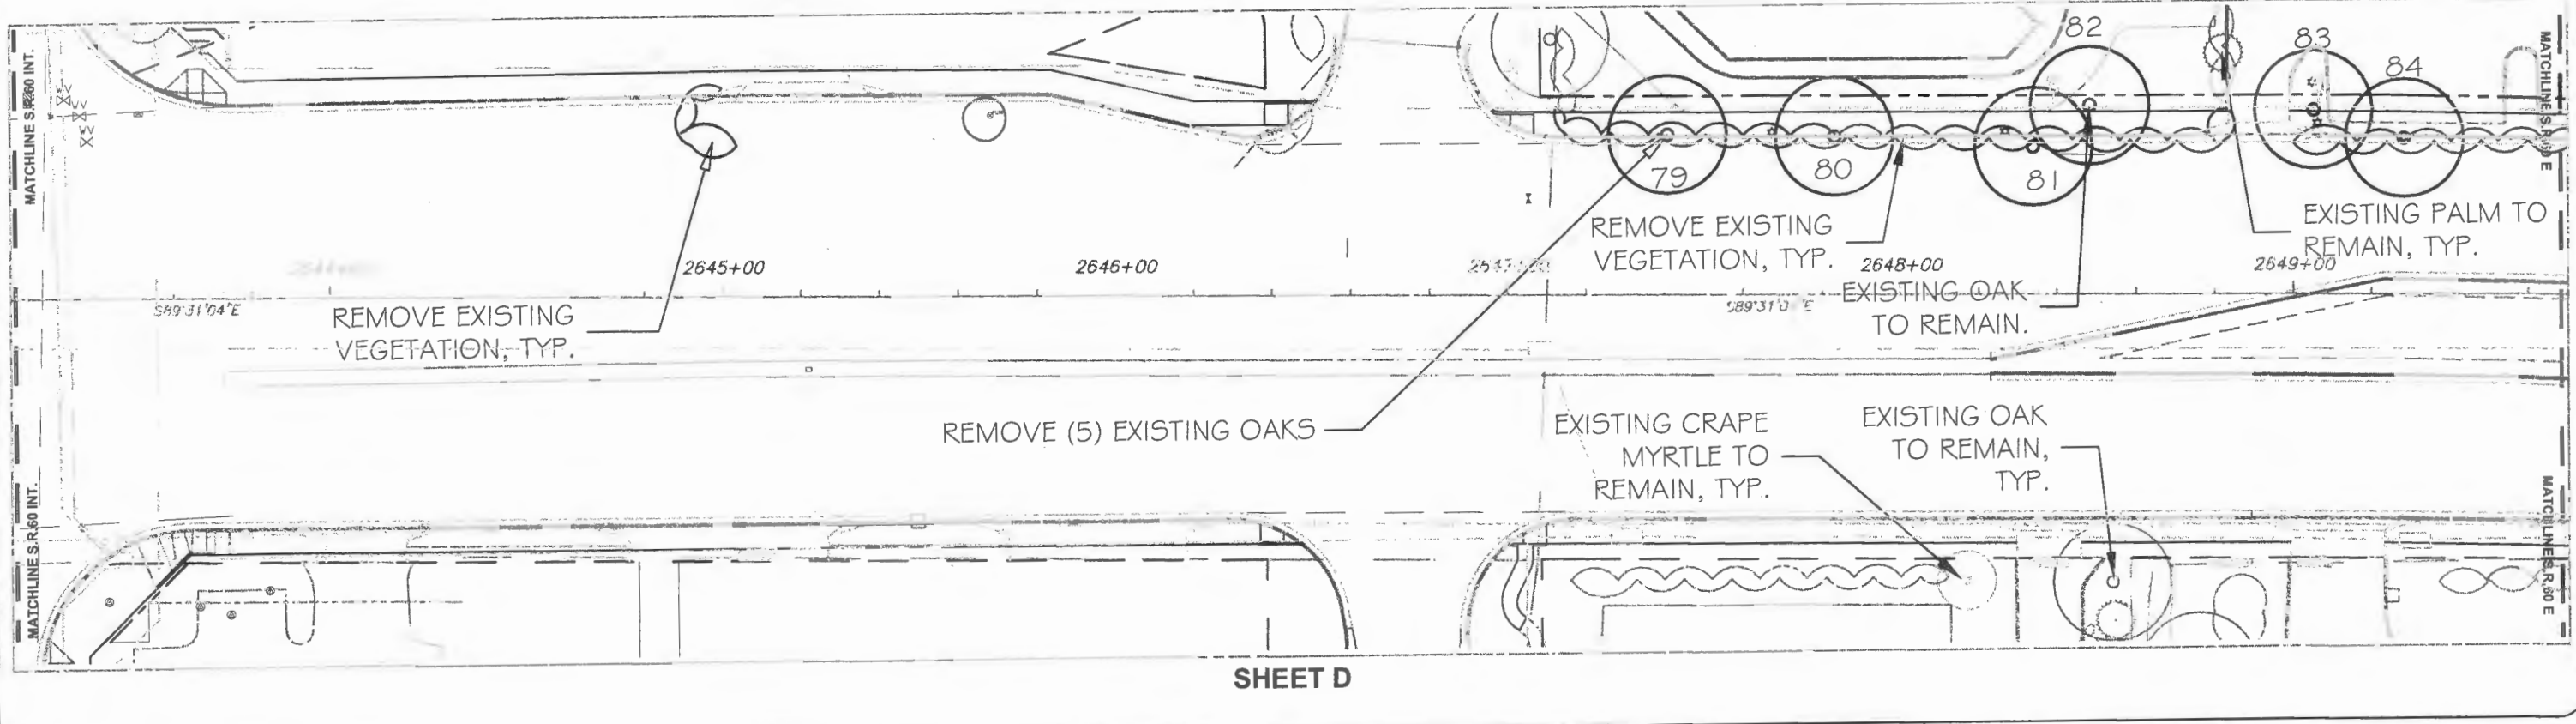 MATCHLINE S.R.60 INT.
82
83
84
MATCHLINE S.R.60 E
79
80
81
REMOVE EXISTING
VEGETATION, TYP.
EXISTING PALM TO
REMAIN, TYP.
2645+00
2646+00
2648+00
2649+00
S89°31'04"E
REMOVE EXISTING
VEGETATION, TYP.
EXISTING OAK
TO REMAIN.
REMOVE (5) EXISTING OAKS
EXISTING CRAPE
MYRTLE TO
REMAIN, TYP.
EXISTING OAK
TO REMAIN,
TYP.
MATCHLINE S.R.60 INT.
MATCHLINE S.R.60 E
SHEET D